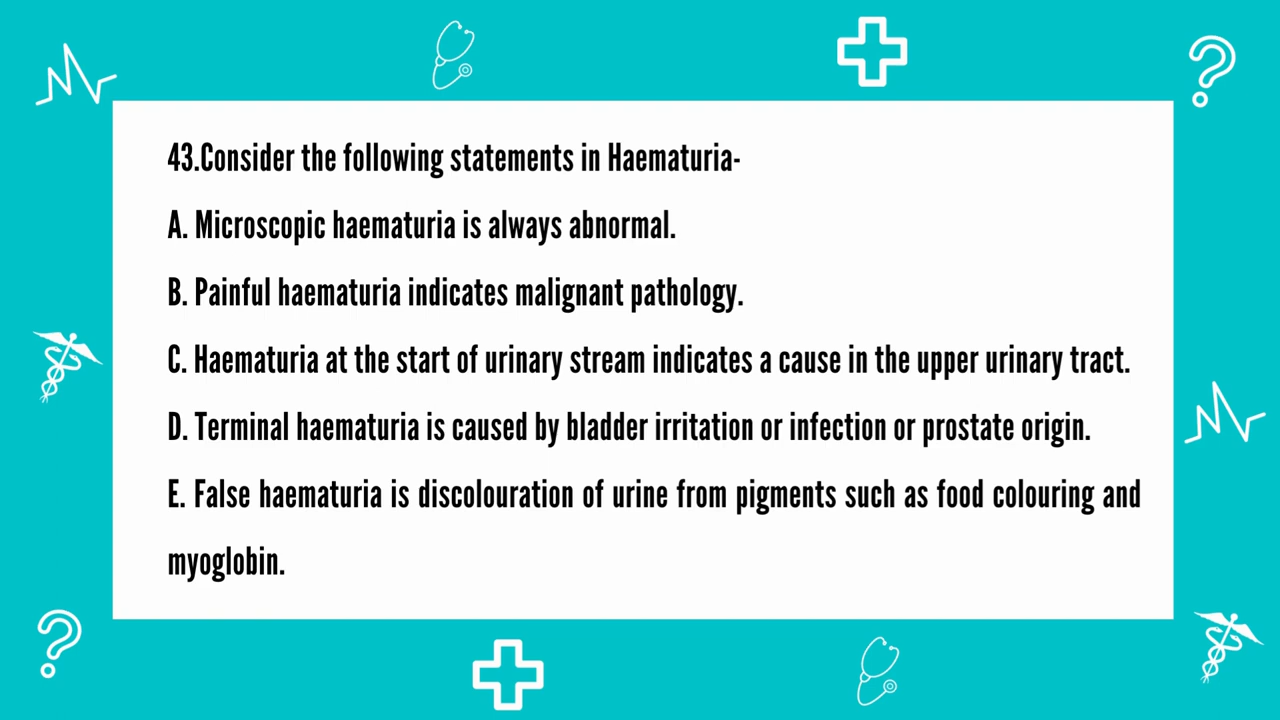 43.Consider the following statements in Haematuria-
A. Microscopic haematuria is always abnormal.
B. Painful haematuria indicates malignant pathology.
C. Haematuria at the start of urinary stream indicates a cause in the upper urinary tract.
D. Terminal haematuria is caused by bladder irritation or infection or prostate origin.
E. False haematuria is discolouration of urine from pigments such as food colouring and
myoglobin.